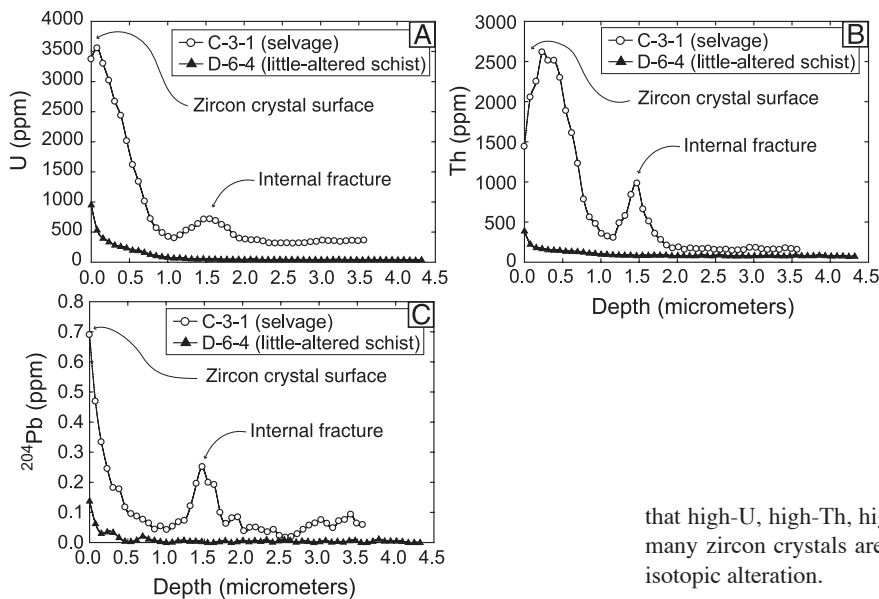 A
C-3-1 (selvage)
D-6-4 (little-altered schist)
Zircon crystal surface
Internal fracture
U (ppm)
4000
3500
3000
2500
2000
1500
1000
500
0
0.0 0.5 1.0 1.5 2.0 2.5 3.0 3.5 4.0 4.5
B
C-3-1 (selvage)
D-6-4 (little-altered schist)
Zircon crystal surface
Internal fracture
Th (ppm)
3000
2500
2000
1500
1000
500
0
0.0 0.5 1.0 1.5 2.0 2.5 3.0 3.5 4.0 4.5
Depth (micrometers)
C
C-3-1 (selvage)
D-6-4 (little-altered schist)
Zircon crystal surface
Internal fracture
204Pb (ppm)
0.8
0.7
0.6
0.5
0.4
0.3
0.2
0.1
0.0
0.0 0.5 1.0 1.5 2.0 2.5 3.0 3.5 4.0 4.5
Depth (micrometers)
that high-U, high-Th, hig
many zircon crystals are
isotopic alteration.